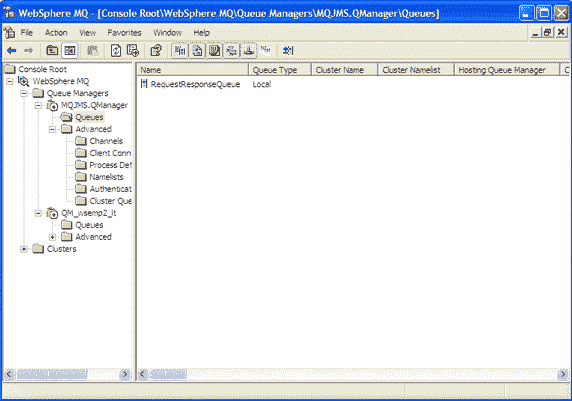 WebSphere MQ - [Console Root\WebSphere MQ\Queue Managers\MQJMS.QManager\Queues]
File Action View Favorites Window Help
Console Root
WebSphere MQ
Queue Managers
MQJMS.QManager
Queues
Advanced
Channels
Client Conn
Process Def
Namelists
Authenticat
Cluster Que
QM_wsemp2_it
Queues
Advanced
Clusters
Name Queue Type Cluster Name Cluster Namelist Hosting Queue Manager C
RequestResponseQueue Local